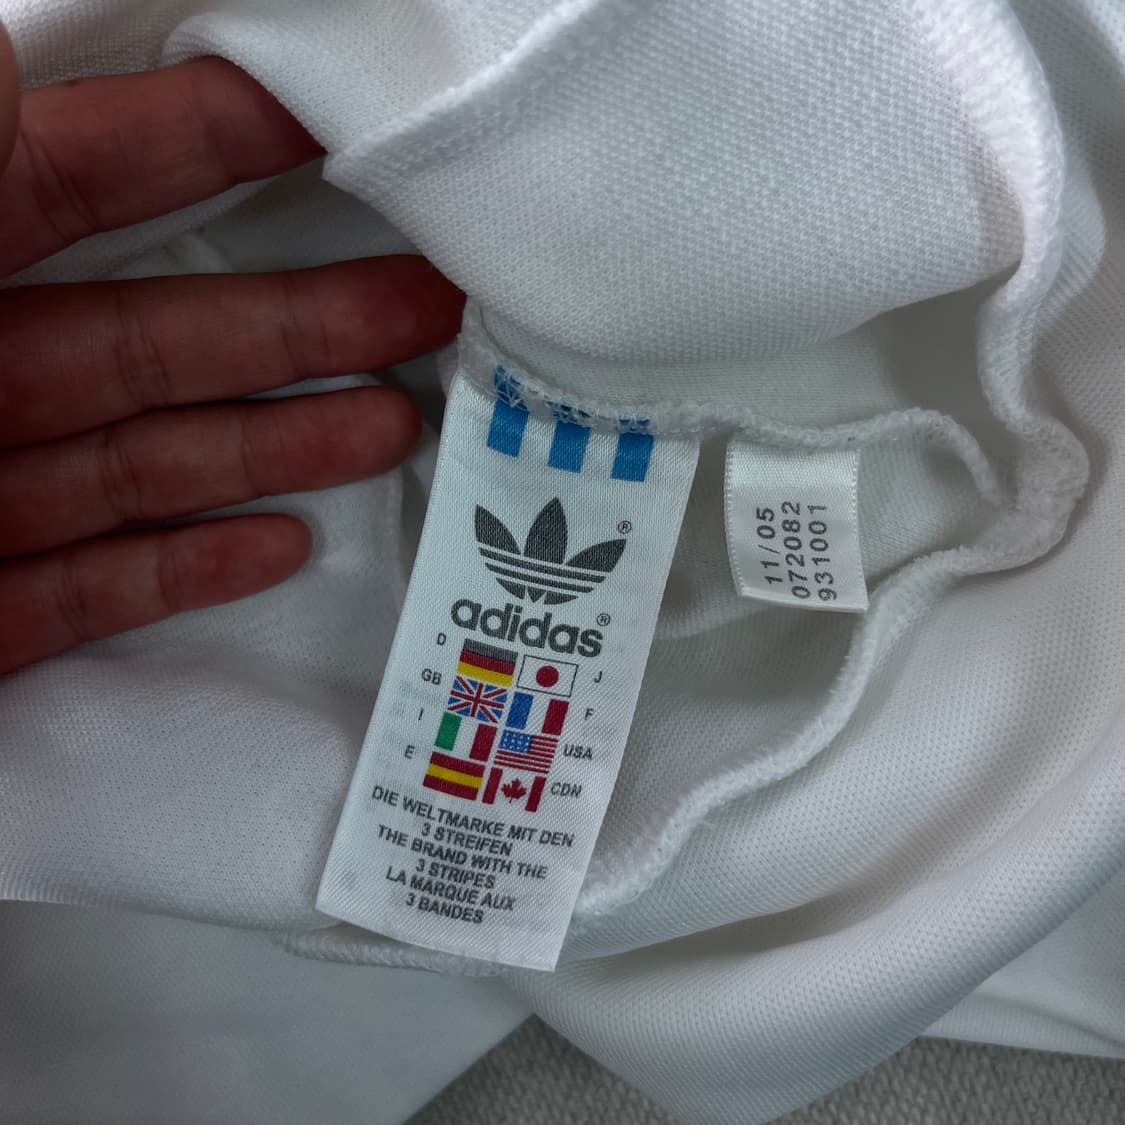 ®
adidas®
D
J
GB
F
I
USA
E
CDN
DIE WELTMARKE MIT DEN
3 STREIFEN
THE BRAND WITH THE
3 STRIPES
LA MARQUE AUX
3 BANDES
11/05
072082
931001